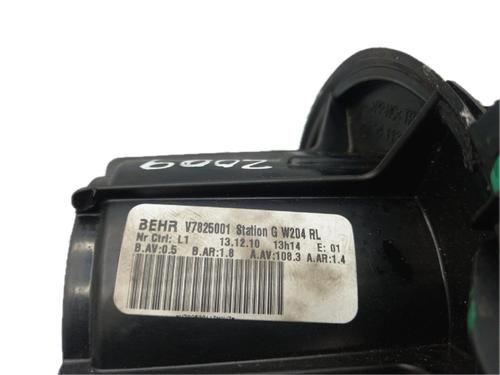 2009
BEHR V7825001 Station G W204 RL
Nr Ctrl: L1 13.12.10 13h14 E: 01
B.AV:0.5 B.AR:1.8 A.AV:108.3 A.AR:1.4